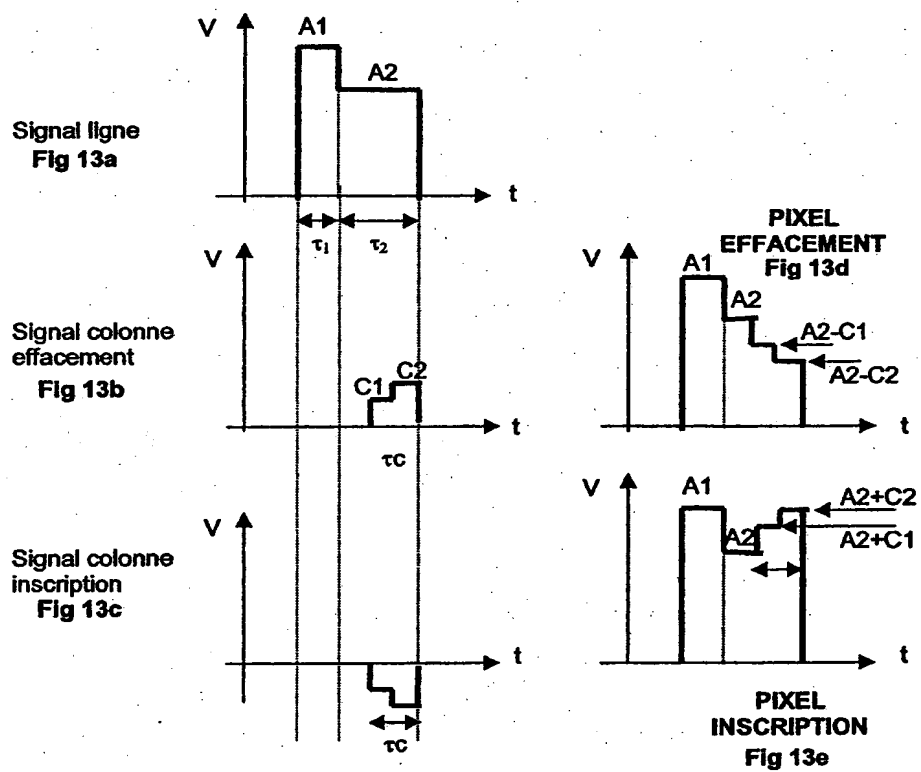 V
A1
A2
Signal ligne
Fig 13a
t
τ1
τ2
V
Signal colonne
effacement
Fig 13b
C1
C2
t
τc
PIXEL
EFFACEMENT
Fig 13d
V
A1
A2
A2-C1
A2-C2
t
V
Signal colonne
inscription
Fig 13c
t
τc
V
A1
A2
A2+C2
A2+C1
t
PIXEL
INSCRIPTION
Fig 13e